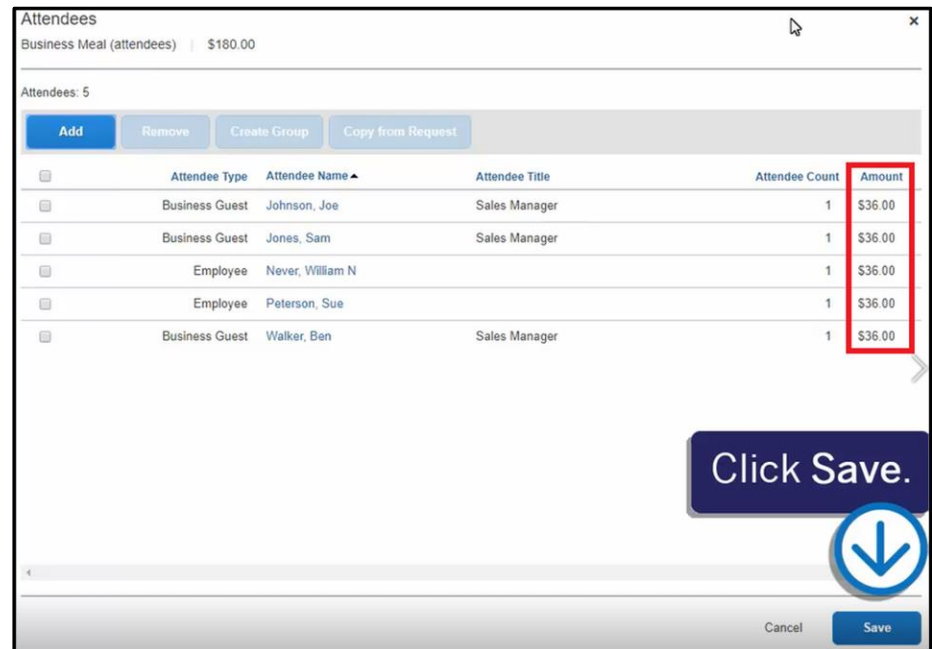 Attendees
×
Business Meal (attendees) | $180.00
Attendees: 5
Add Remove Create Group Copy from Request
Attendee Type Attendee Name Attendee Title Attendee Count Amount
Business Guest Johnson, Joe Sales Manager 1 $36.00
Business Guest Jones, Sam Sales Manager 1 $36.00
Employee Never, William N 1 $36.00
Employee Peterson, Sue 1 $36.00
Business Guest Walker, Ben Sales Manager 1 $36.00
Click Save.
Cancel Save